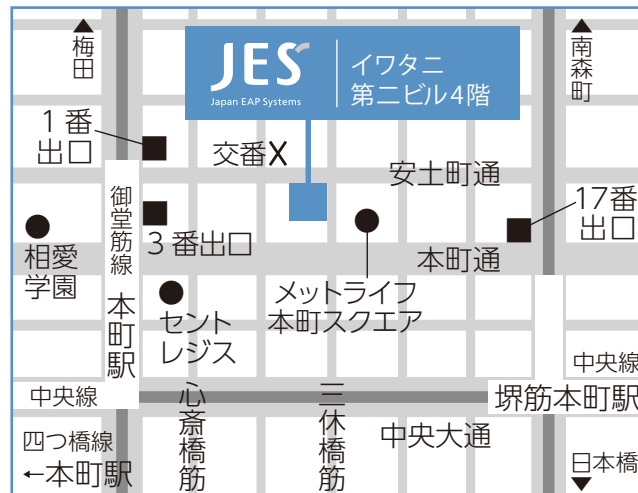 ▲
梅田
JES
Japan EAP Systems
イワタニ
第二ビル4階
▲
南森町
1番
出口
交番X
安土町通
17番
出口
御堂筋線
本町駅
3番出口
相愛
学園
本町通
セント
レジス
メットライフ
本町スクエア
中央線
中央線
堺筋本町駅
心斎橋筋
三休橋筋
中央大通
四つ橋線
←本町駅
日本橋
▼